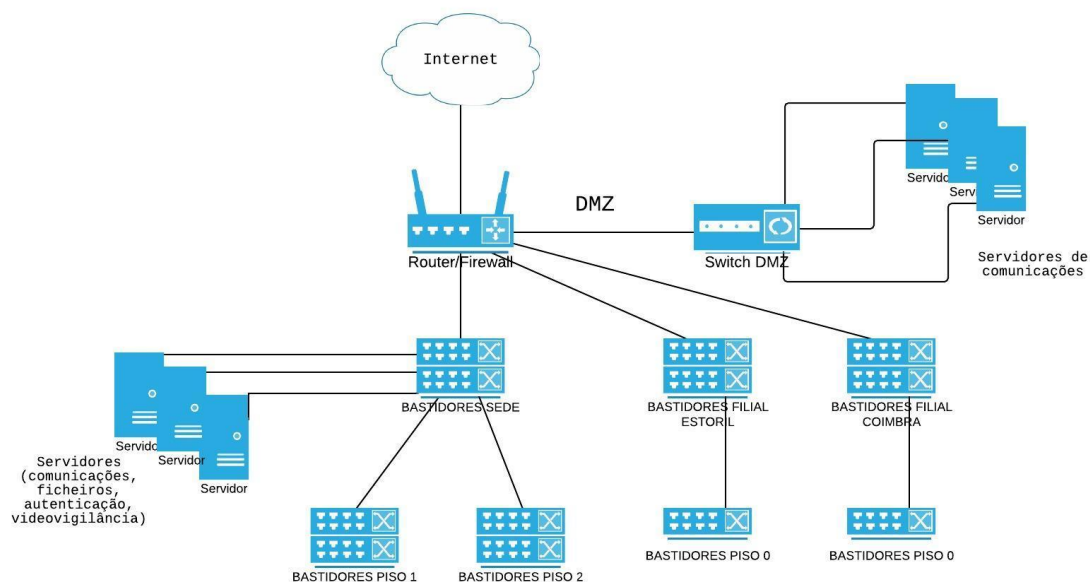 Internet
DMZ
Router/Firewall
Switch DMZ
Servidor
Servidor
Servidor
Servidores de
comunicações
BASTIDORES SEDE
BASTIDORES FILIAL
ESTORIL
BASTIDORES FILIAL
COIMBRA
Servidor
Servidor
Servidor
Servidores
(comunicações,
ficheiros,
autenticação,
videovigilância)
BASTIDORES PISO 1
BASTIDORES PISO 2
BASTIDORES PISO 0
BASTIDORES PISO 0